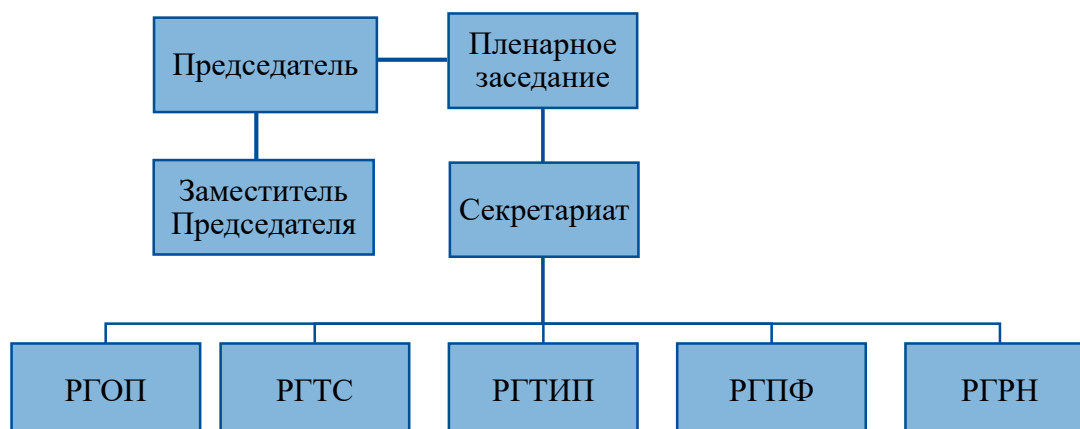 Председатель
Пленарное
заседание
Заместитель
Председателя
Секретариат
РГОП
РГТС
РГТИП
РГПФ
РГРН